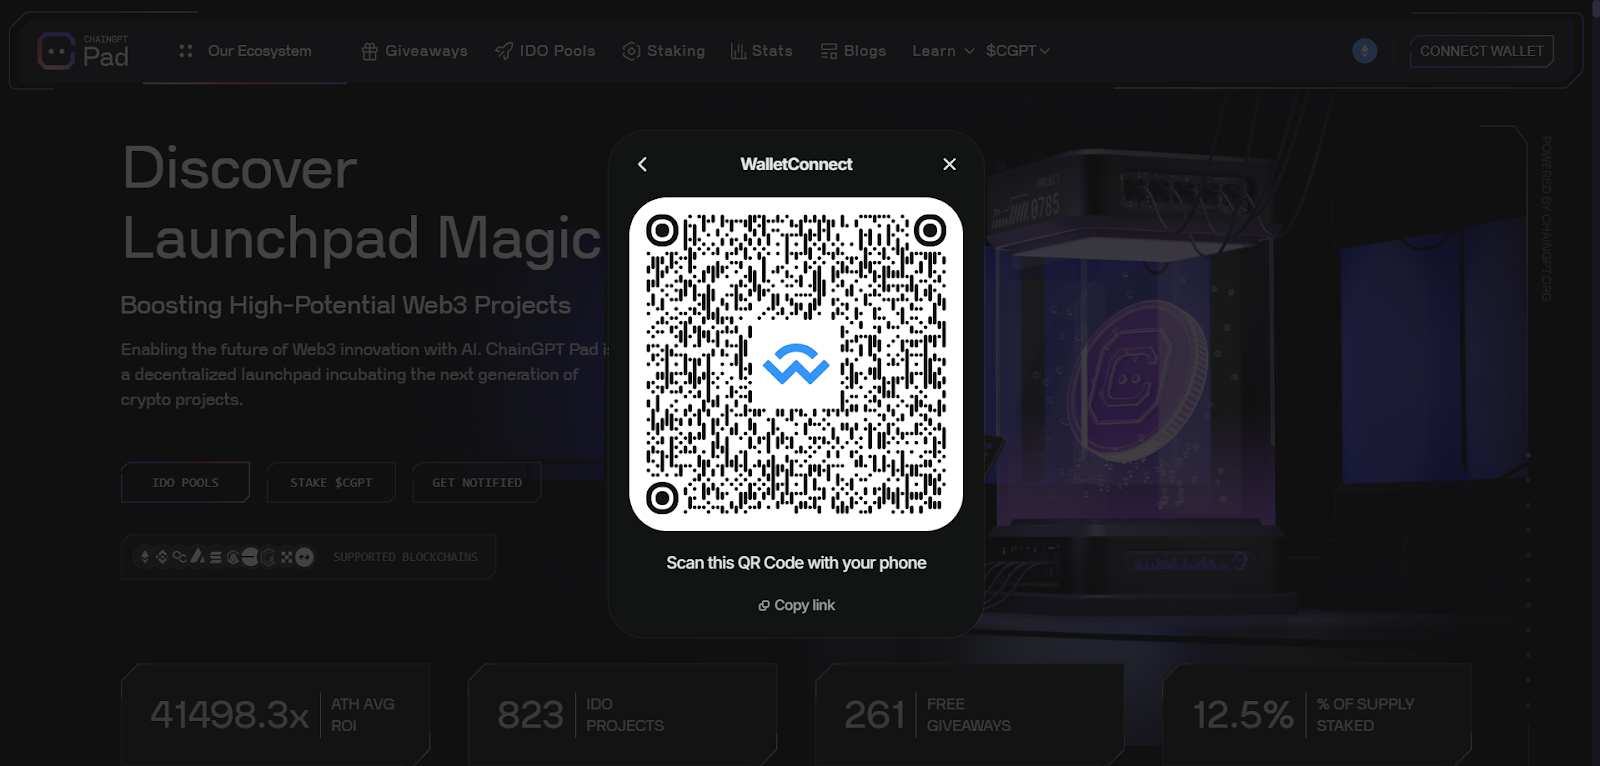 CHAINGPT
Pad
Our Ecosystem
Giveaways
IDO Pools
Staking
Stats
Blogs
Learn
$CGPT
CONNECT WALLET
Discover
Launchpad Magic
Boosting High-Potential Web3 Projects
Enabling the future of Web3 innovation with AI. ChainGPT Pad is
a decentralized launchpad incubating the next generation of
crypto projects.
IDO POOLS
STAKE $CGPT
GET NOTIFIED
SUPPORTED BLOCKCHAINS
WalletConnect
Scan this QR Code with your phone
Copy link
PROJECT
0785
POWERED BY CHAINGPT.ORG
41498.3x
ATH AVG
ROI
823
IDO
PROJECTS
261
FREE
GIVEAWAYS
12.5%
% OF SUPPLY
STAKED